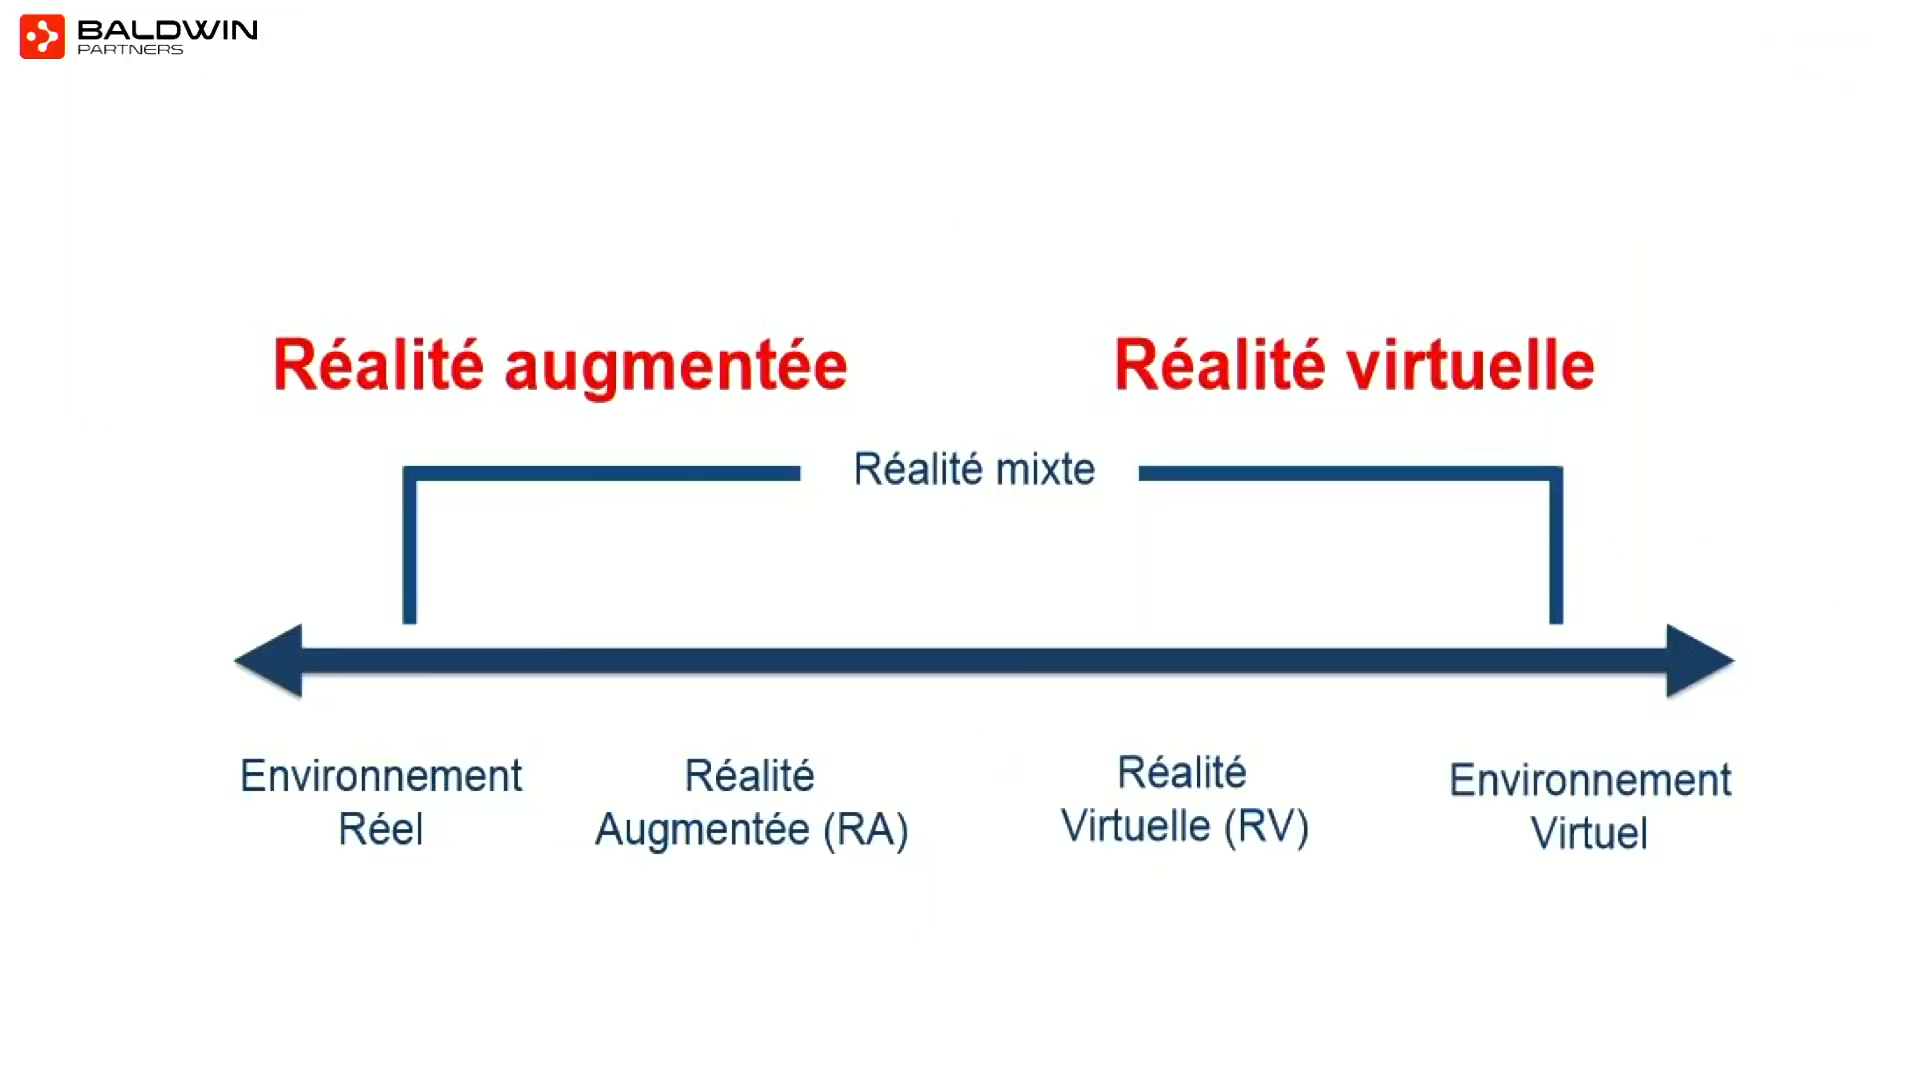 BALDWIN
PARTNERS
Réalité augmentée
Réalité virtuelle
Réalité mixte
Environnement
Réel
Réalité
Augmentée (RA)
Réalité
Virtuelle (RV)
Environnement
Virtuel